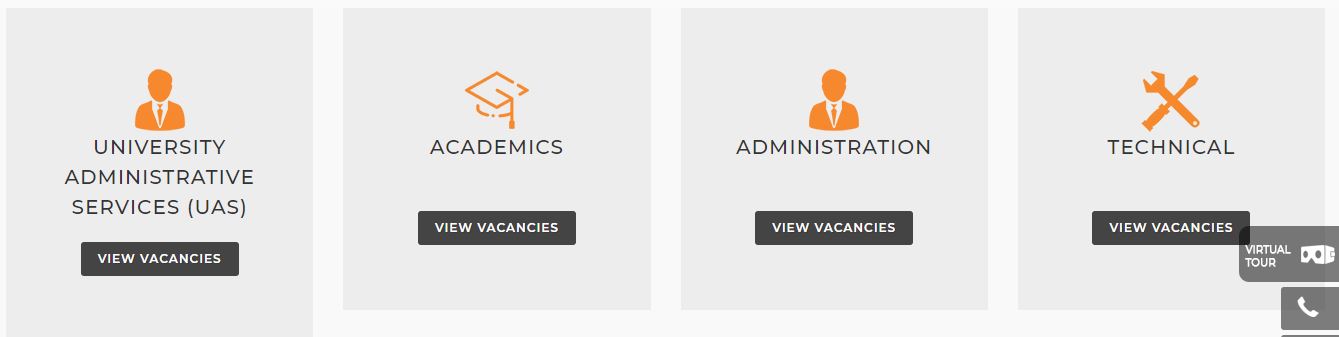 UNIVERSITY
ADMINISTRATIVE
SERVICES (UAS)
VIEW VACANCIES
ACADEMICS
VIEW VACANCIES
ADMINISTRATION
VIEW VACANCIES
TECHNICAL
VIEW VACANCIES
VIRTUAL
TOUR